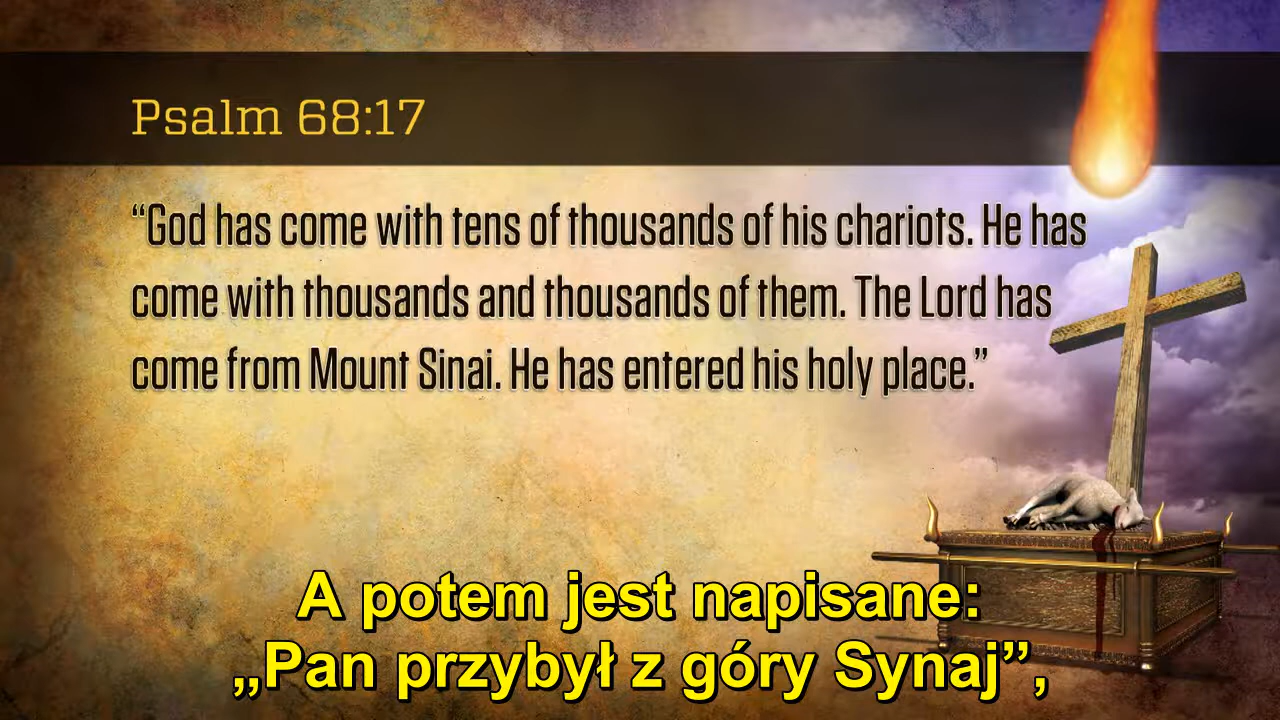 Psalm 68:17
“God has come with tens of thousands of his chariots. He has
come with thousands and thousands of them. The Lord has
come from Mount Sinai. He has entered his holy place.”
A potem jest napisane:
„Pan przybył z góry Synaj”,